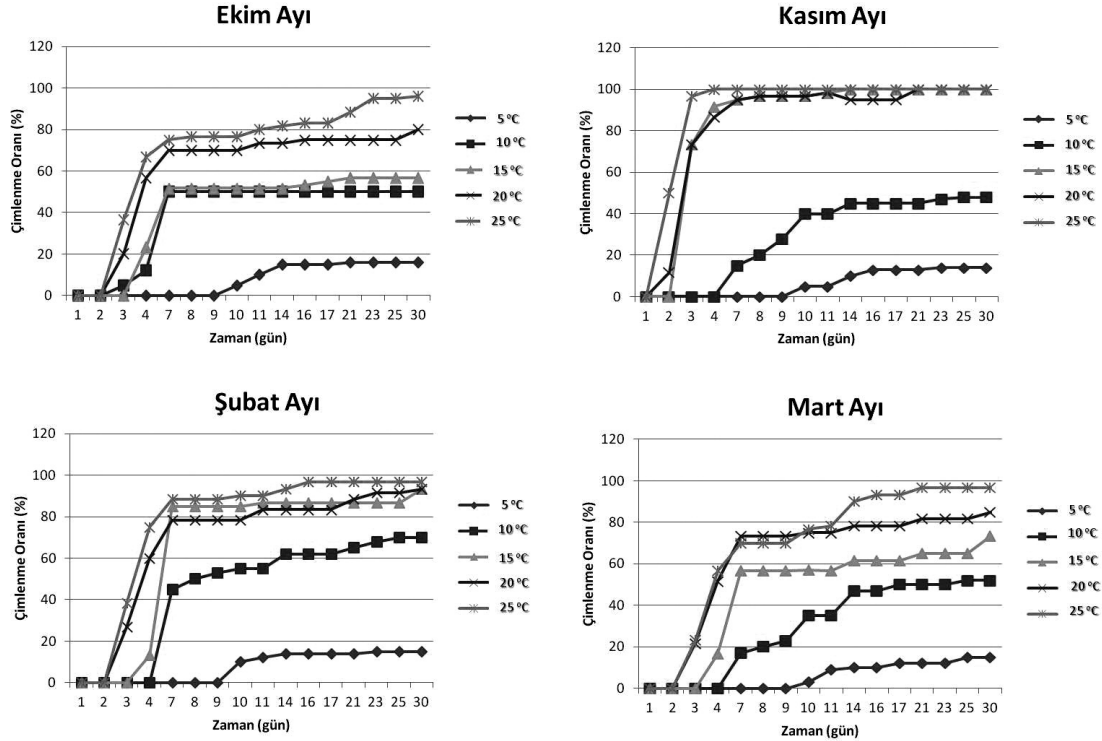 Ekim Ayı
120
100
80
60
40
20
0
Çimlenme Oranı (%)
1 2 3 4 7 8 9 10 11 14 16 17 21 23 25 30
Zaman (gün)
5 ºC
10 ºC
15 ºC
20 ºC
25 ºC
Kasım Ayı
120
100
80
60
40
20
0
Çimlenme Oranı (%)
1 2 3 4 7 8 9 10 11 14 16 17 21 23 25 30
Zaman (gün)
5 ºC
10 ºC
15 ºC
20 ºC
25 ºC
Şubat Ayı
120
100
80
60
40
20
0
Çimlenme Oranı (%)
1 2 3 4 7 8 9 10 11 14 16 17 21 23 25 30
Zaman (gün)
5 ºC
10 ºC
15 ºC
20 ºC
25 ºC
Mart Ayı
120
100
80
60
40
20
0
Çimlenme Oranı (%)
1 2 3 4 7 8 9 10 11 14 16 17 21 23 25 30
Zaman (gün)
5 ºC
10 ºC
15 ºC
20 ºC
25 ºC